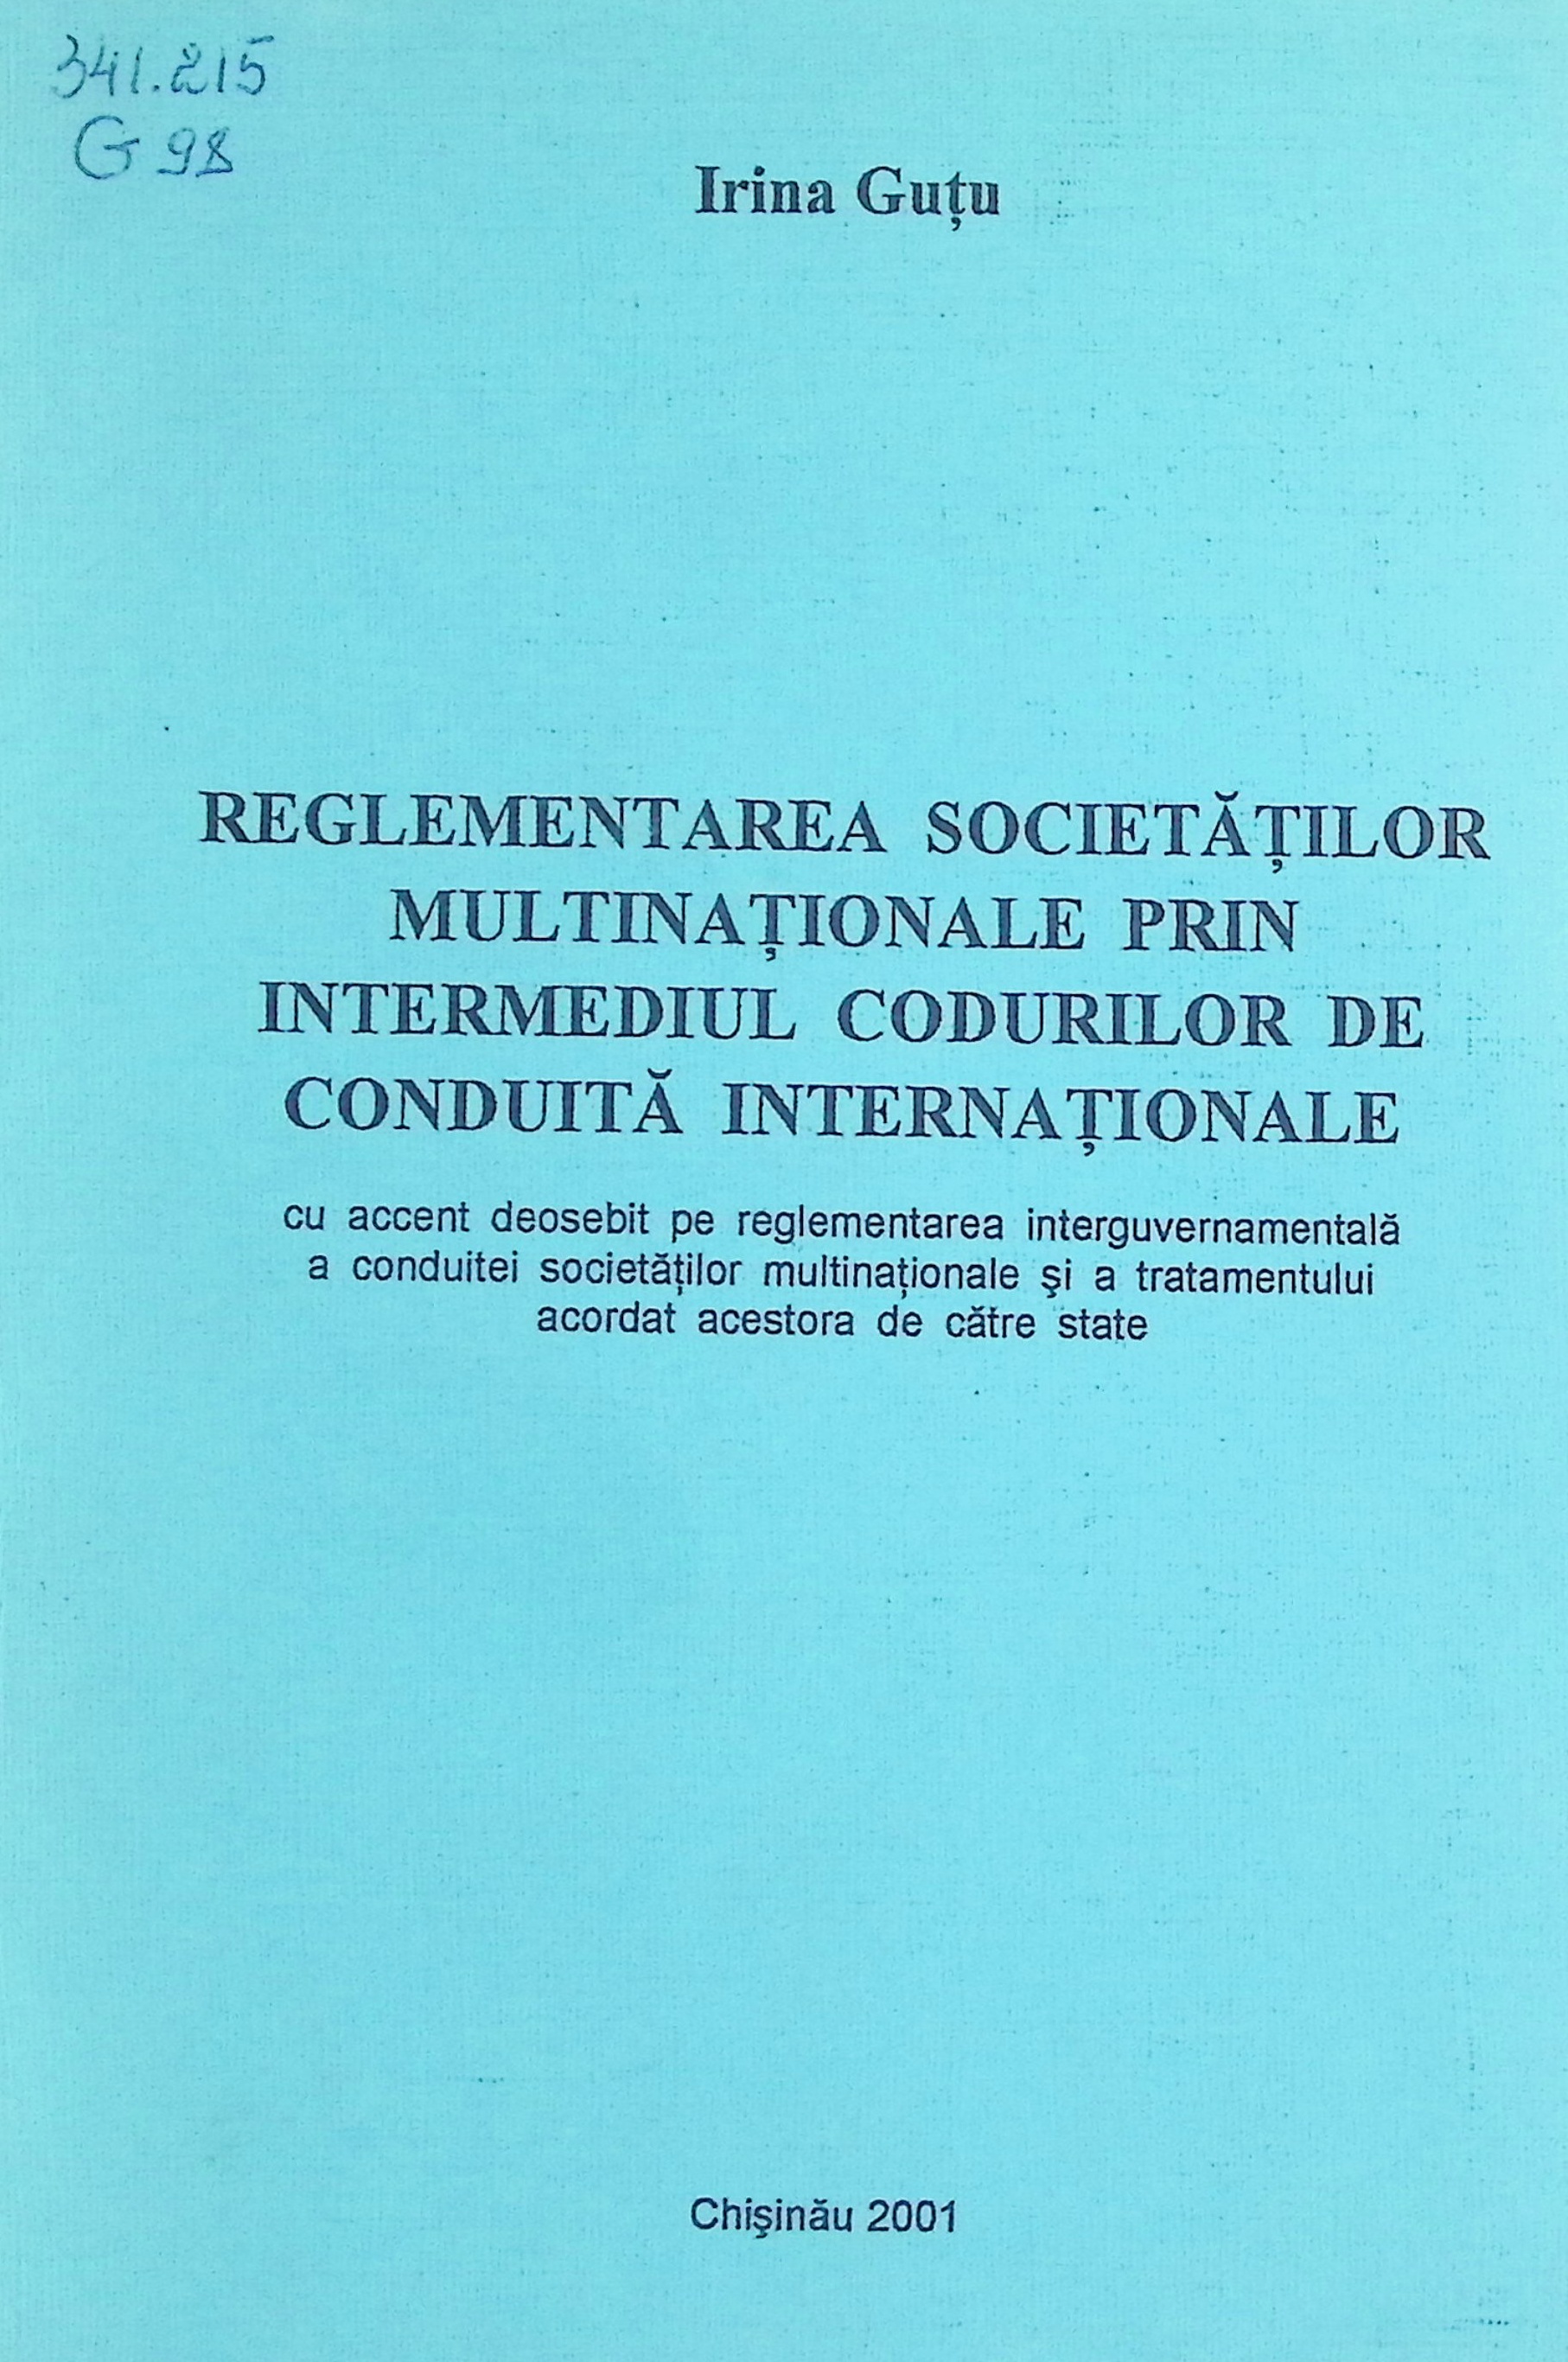 341.215
G 98
Irina Guțu
REGLEMENTAREA SOCIETĂȚILOR
MULTINAȚIONALE PRIN
INTERMEDIUL CODURILOR DE
CONDUITĂ INTERNAȚIONALE
cu accent deosebit pe reglementarea interguvernamentală
a conduitei societăților multinaționale şi a tratamentului
acordat acestora de către state
Chişinău 2001